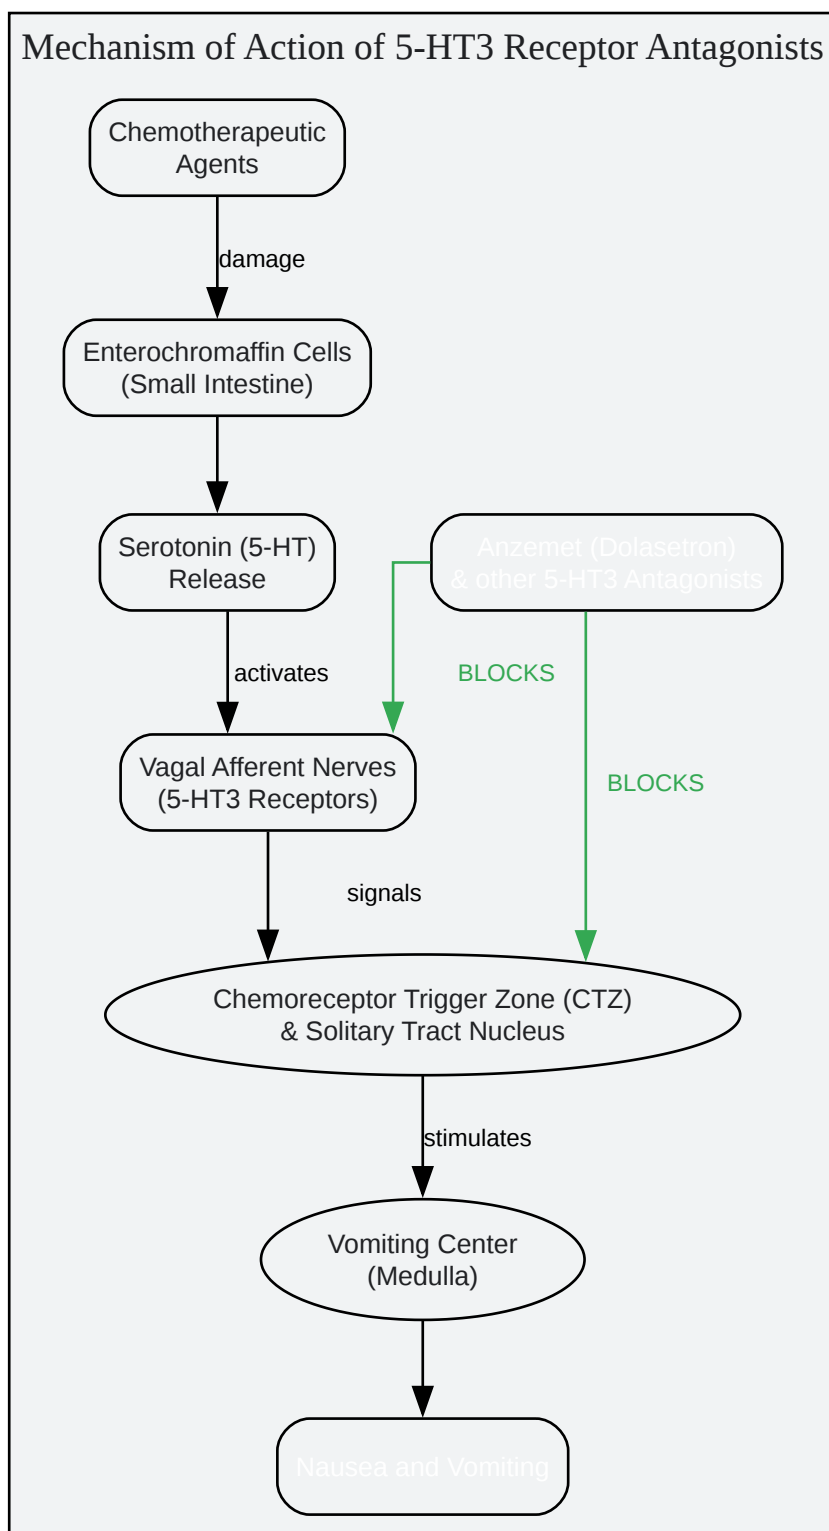 Mechanism of Action of 5-HT3 Receptor Antagonists
Chemotherapeutic
Agents
damage
Enterochromaffin Cells
(Small Intestine)
Serotonin (5-HT)
Release
Anzemet (Dolasetron)
& other 5-HT3 Antagonists
activates
BLOCKS
Vagal Afferent Nerves
(5-HT3 Receptors)
BLOCKS
signals
Chemoreceptor Trigger Zone (CTZ)
& Solitary Tract Nucleus
stimulates
Vomiting Center
(Medulla)
Nausea and Vomiting